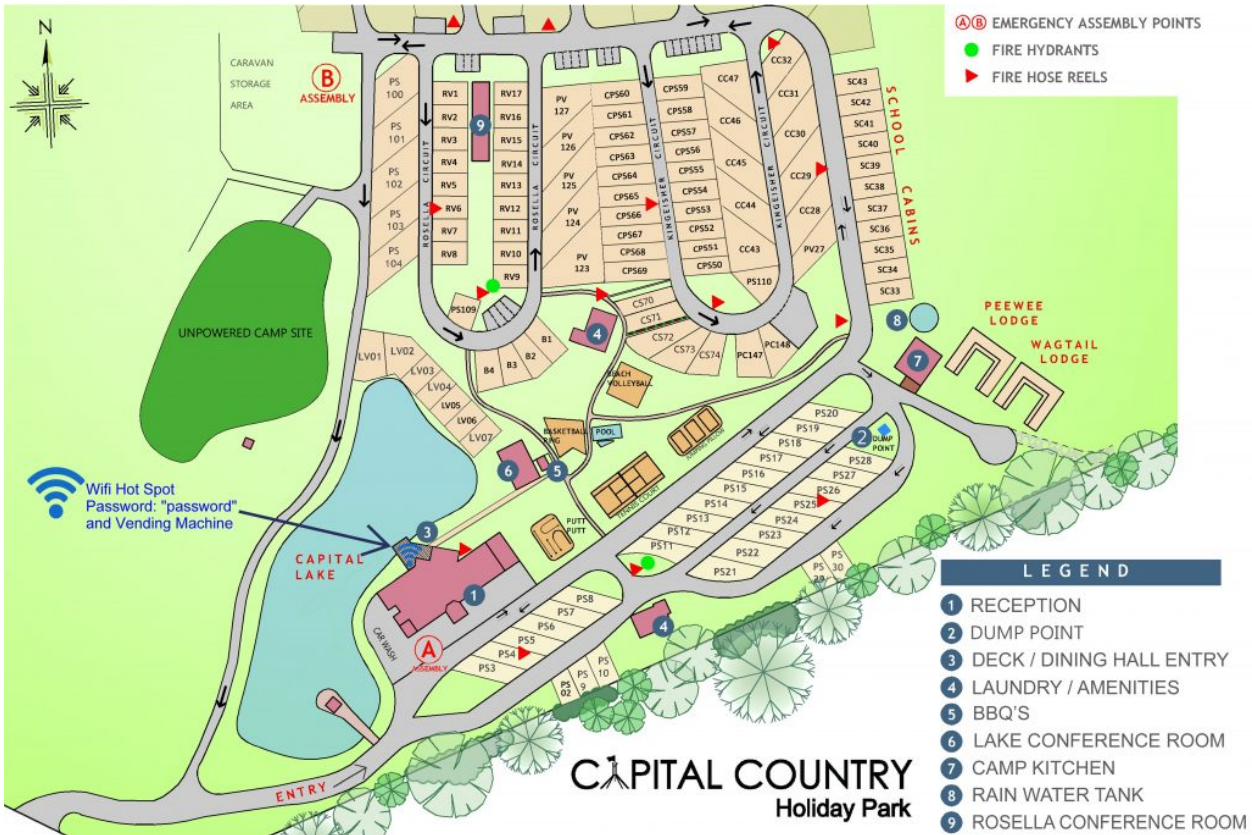 N
CARAVAN
STORAGE
AREA
B
ASSEMBLY
A B EMERGENCY ASSEMBLY POINTS
FIRE HYDRANTS
FIRE HOSE REELS
PS
100
PS
101
PS
102
PS
103
PS
104
ROSELLA CIRCUIT
RV1
RV2
RV3
RV4
RV5
RV6
RV7
RV8
9
RV17
RV16
RV15
RV14
RV13
RV12
RV11
RV10
RV9
ROSELLA CIRCUIT
PV
127
PV
126
PV
125
PV
124
PV
123
CPS60
CPS61
CPS62
CPS63
CPS64
CPS65
CPS66
CPS67
CPS68
CPS69
KINGEISHER CIRCUIT
CPS59
CPS58
CPS57
CPS56
CPS55
CPS54
CPS53
CPS52
CPS51
CPS50
CC47
CC46
CC45
CC44
CC43
PS110
KINGEISHER CIRCUIT
CC32
CC31
CC30
CC29
CC28
PV27
SC43
SC42
SC41
SC40
SC39
SC38
SC37
SC36
SC35
SC34
SC33
SCHOOL CABINS
UNPOWERED CAMP SITE
PS109
B1
B2
B3
B4
4
CS70
CS71
CS72
CS73
CS74
PC147
PC148
8
PEEWEE
LODGE
WAGTAIL
LODGE
7
LV01
LV02
LV03
LV04
LV05
LV06
LV07
BEACH
VOLLEYBALL
BASKETBALL
RING
POOL
JUMPING PILLOW
6
5
TENNIS COURT
PUTT
PUTT
PS20
PS19
PS18
PS17
PS16
PS15
PS14
PS13
PS12
PS11
2
DUMP
POINT
PS28
PS27
PS26
PS25
PS24
PS23
PS22
PS21
PS
29
PS
30
Wifi Hot Spot
Password: "password"
and Vending Machine
3
CAPITAL
LAKE
1
CAR WASH
A
ASSEMBLY
PS8
PS7
PS6
PS5
PS4
PS3
PS
02
PS
9
PS
10
4
ENTRY
CAPITAL COUNTRY
Holiday Park
LEGEND
1 RECEPTION
2 DUMP POINT
3 DECK / DINING HALL ENTRY
4 LAUNDRY / AMENITIES
5 BBQ'S
6 LAKE CONFERENCE ROOM
7 CAMP KITCHEN
8 RAIN WATER TANK
9 ROSELLA CONFERENCE ROOM